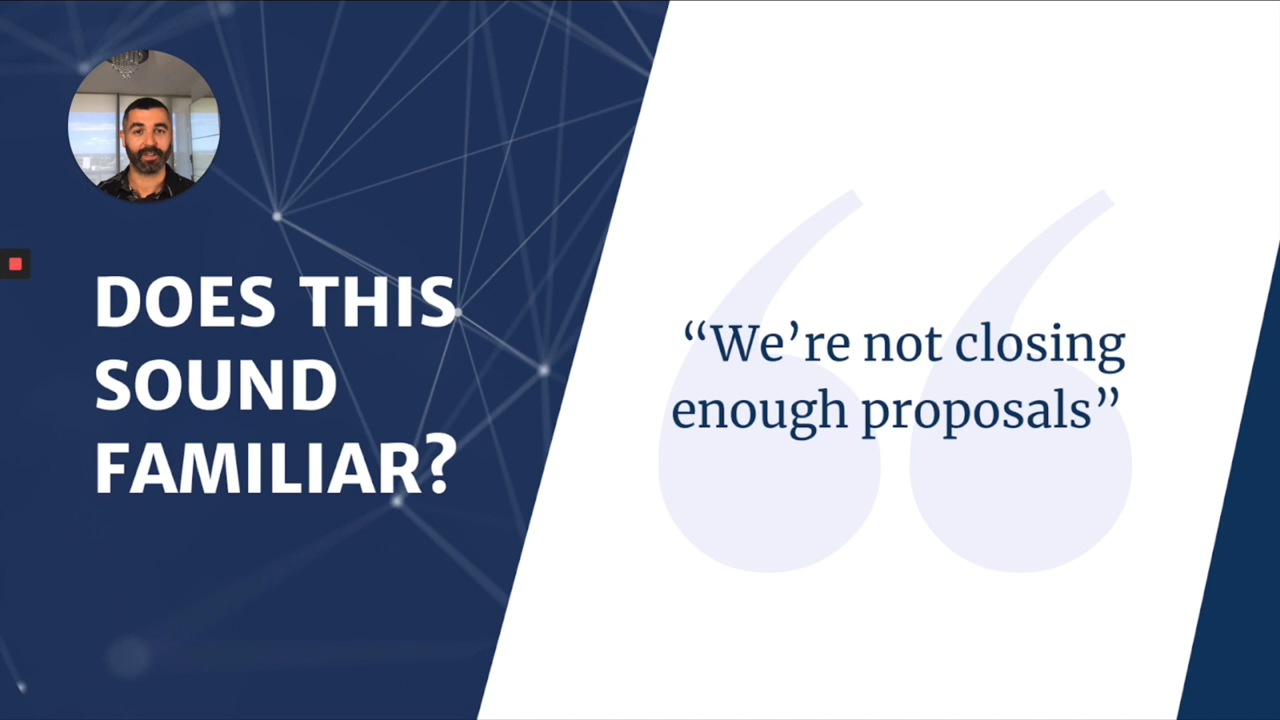 DOES THIS
SOUND
FAMILIAR?
“We’re not closing
enough proposals”